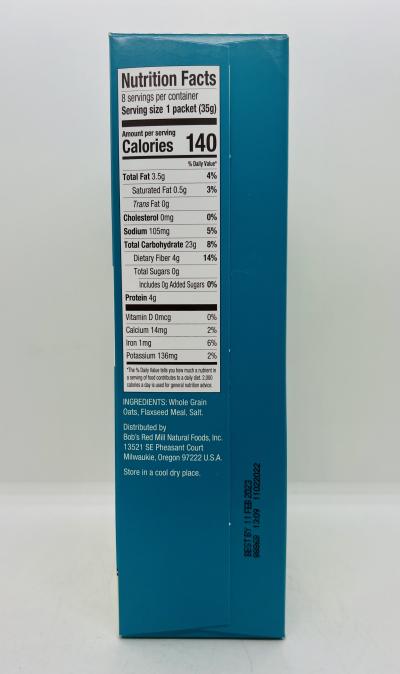 Nutrition Facts
8 servings per container
Serving size 1 packet (35g)
Amount per serving
Calories 140
% Daily Value*
Total Fat 3.5g 4%
Saturated Fat 0.5g 3%
Trans Fat 0g
Cholesterol 0mg 0%
Sodium 105mg 5%
Total Carbohydrate 23g 8%
Dietary Fiber 4g 14%
Total Sugars 0g
Includes 0g Added Sugars 0%
Protein 4g
Vitamin D 0mcg 0%
Calcium 14mg 2%
Iron 1mg 6%
Potassium 136mg 2%
*The % Daily Value tells you how much a nutrient in
a serving of food contributes to a daily diet. 2,000
calories a day is used for general nutrition advice.
INGREDIENTS: Whole Grain
Oats, Flaxseed Meal, Salt.
Distributed by
Bob's Red Mill Natural Foods, Inc.
13521 SE Pheasant Court
Milwaukie, Oregon 97222 U.S.A.
Store in a cool dry place.
BEST BY 11 FEB 2023
13:09 11022022